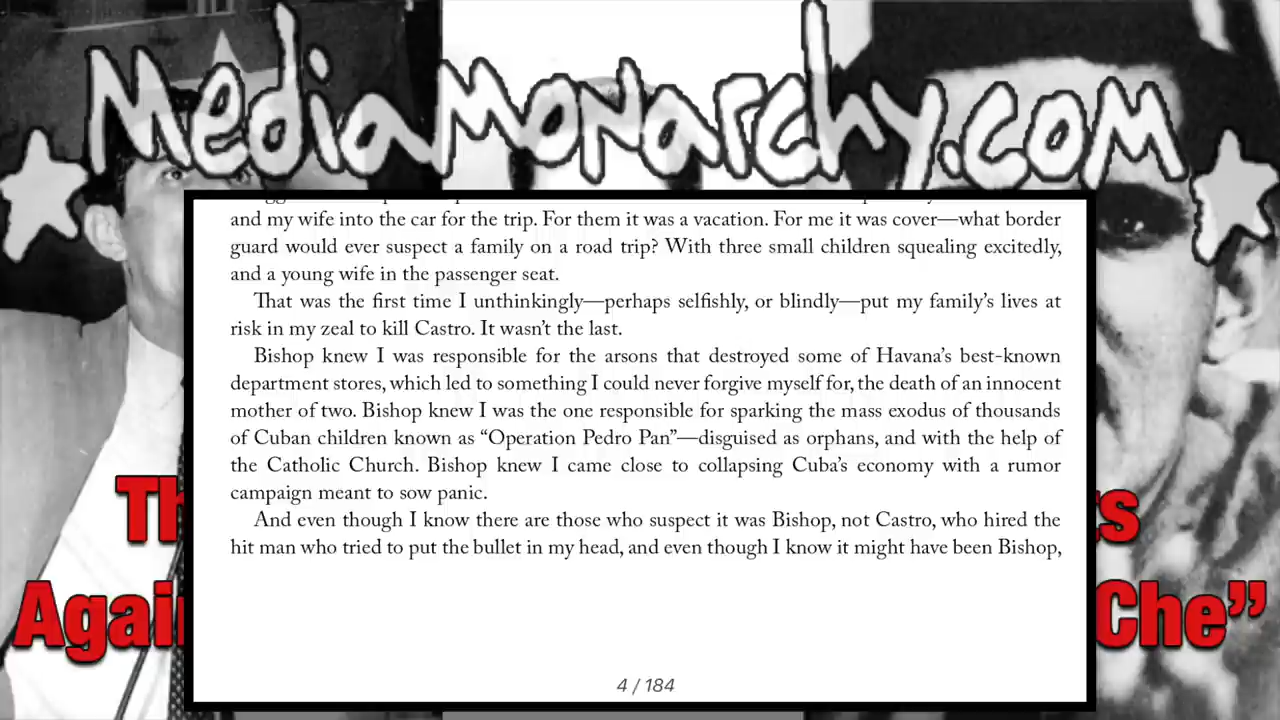 MediaMonarchy.com
and my wife into the car for the trip. For them it was a vacation. For me it was cover—what border
guard would ever suspect a family on a road trip? With three small children squealing excitedly,
and a young wife in the passenger seat.
That was the first time I unthinkingly—perhaps selfishly, or blindly—put my family’s lives at
risk in my zeal to kill Castro. It wasn’t the last.
Bishop knew I was responsible for the arsons that destroyed some of Havana’s best-known
department stores, which led to something I could never forgive myself for, the death of an innocent
mother of two. Bishop knew I was the one responsible for sparking the mass exodus of thousands
of Cuban children known as “Operation Pedro Pan”—disguised as orphans, and with the help of
the Catholic Church. Bishop knew I came close to collapsing Cuba’s economy with a rumor
campaign meant to sow panic.
And even though I know there are those who suspect it was Bishop, not Castro, who hired the
hit man who tried to put the bullet in my head, and even though I know it might have been Bishop,
4 / 184
Che”